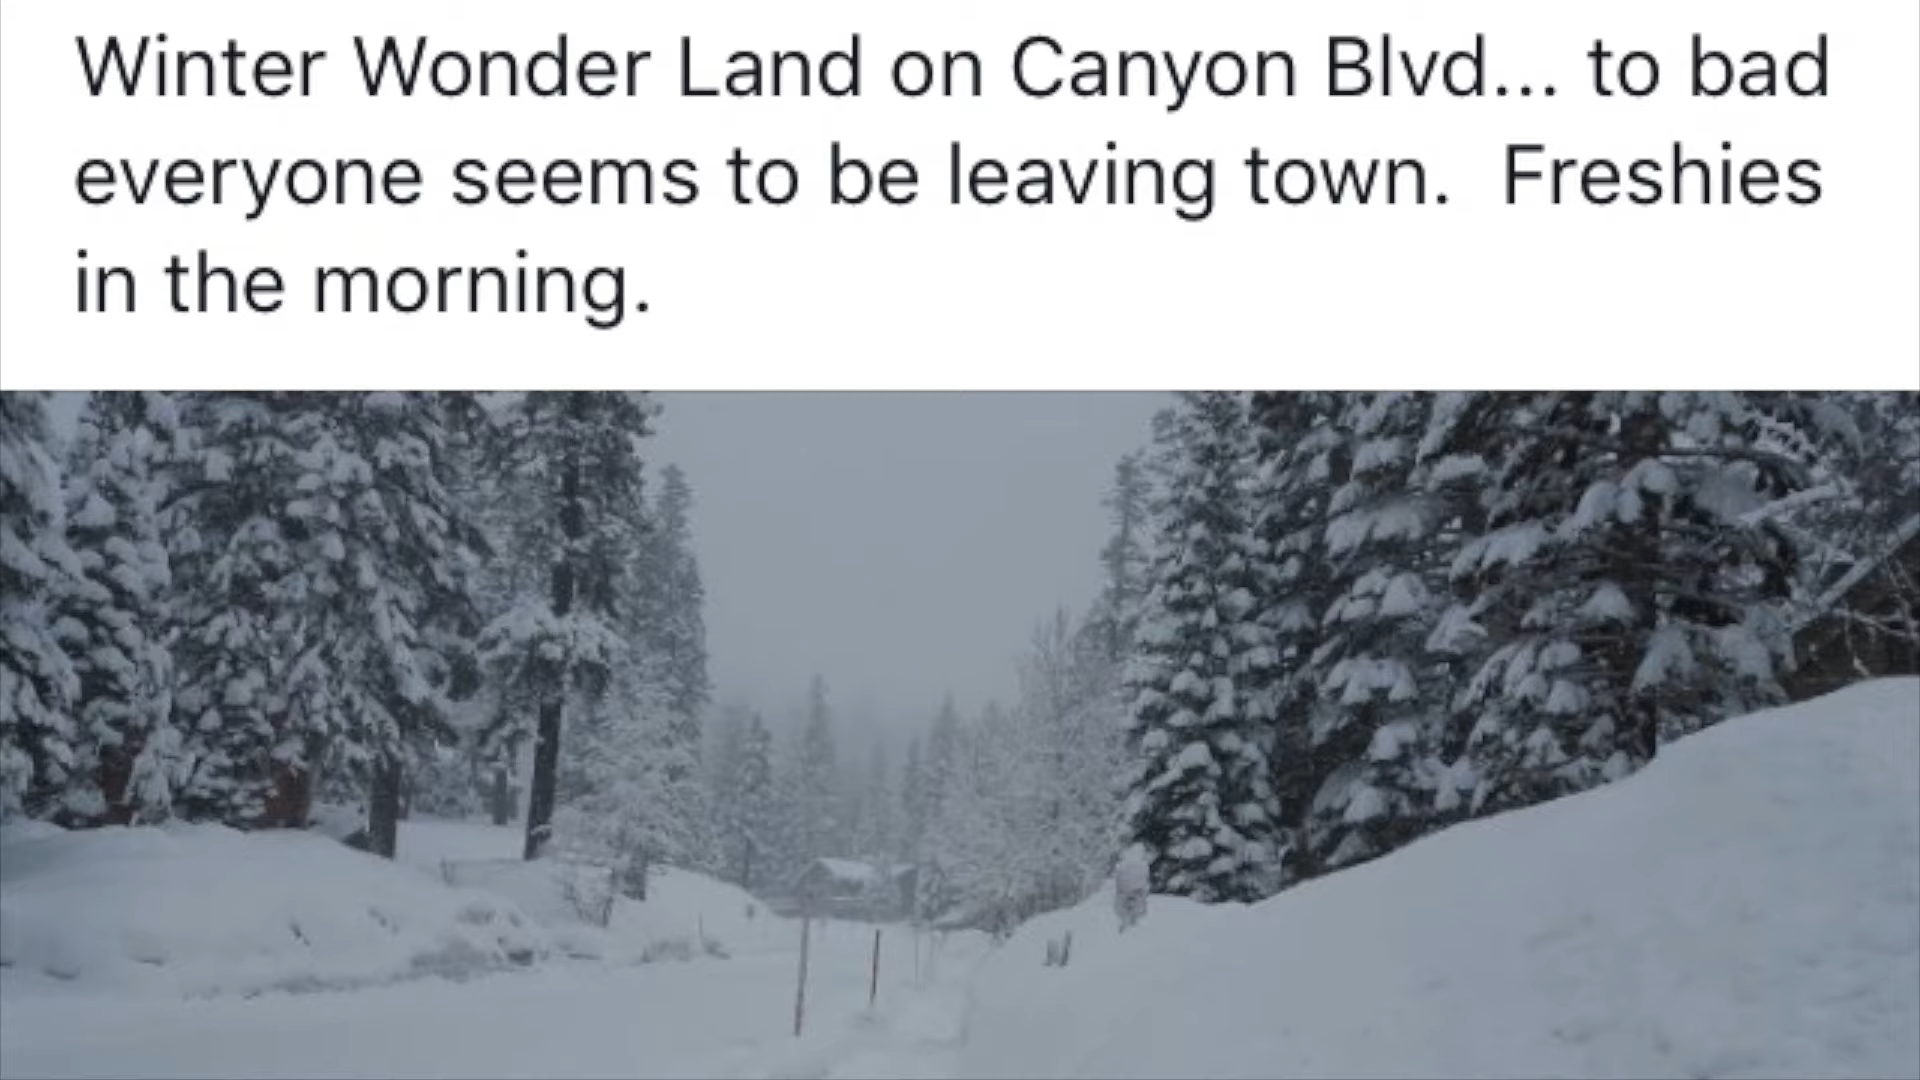 Winter Wonder Land on Canyon Blvd... to bad
everyone seems to be leaving town.  Freshies
in the morning.